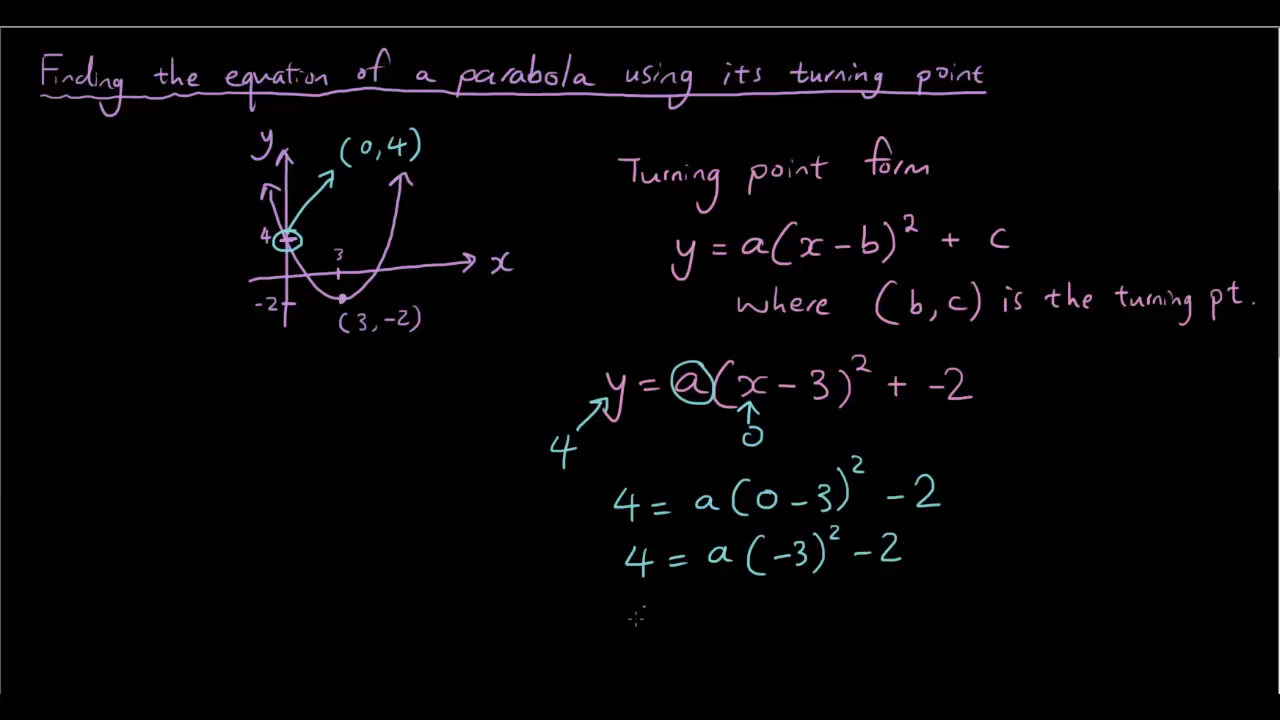 Finding the equation of a parabola using its turning point
y
(0,4)
4
3
x
-2
(3,-2)
Turning point form
y = a(x-b)² + c
where (b,c) is the turning pt.
y = a(x-3)² + -2
4
0
4 = a(0-3)² -2
4 = a(-3)² -2